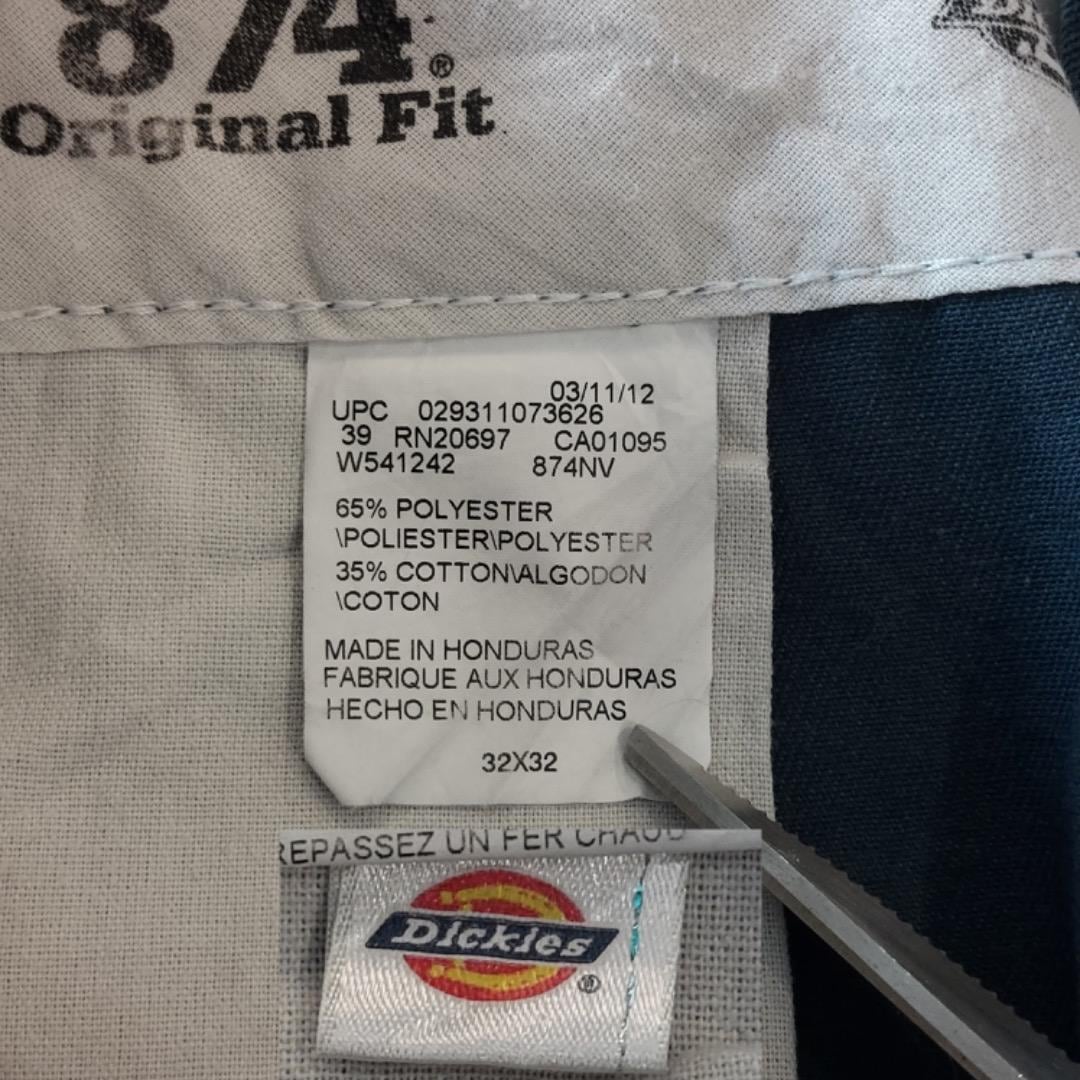 874®
Original Fit
03/11/12
UPC 029311073626
39 RN20697 CA01095
W541242 874NV
65% POLYESTER
\POLIESTER\POLYESTER
35% COTTON\ALGODON
\COTON
MADE IN HONDURAS
FABRIQUE AUX HONDURAS
HECHO EN HONDURAS
32X32
REPASSEZ UN FER CHAUD
Dickies®